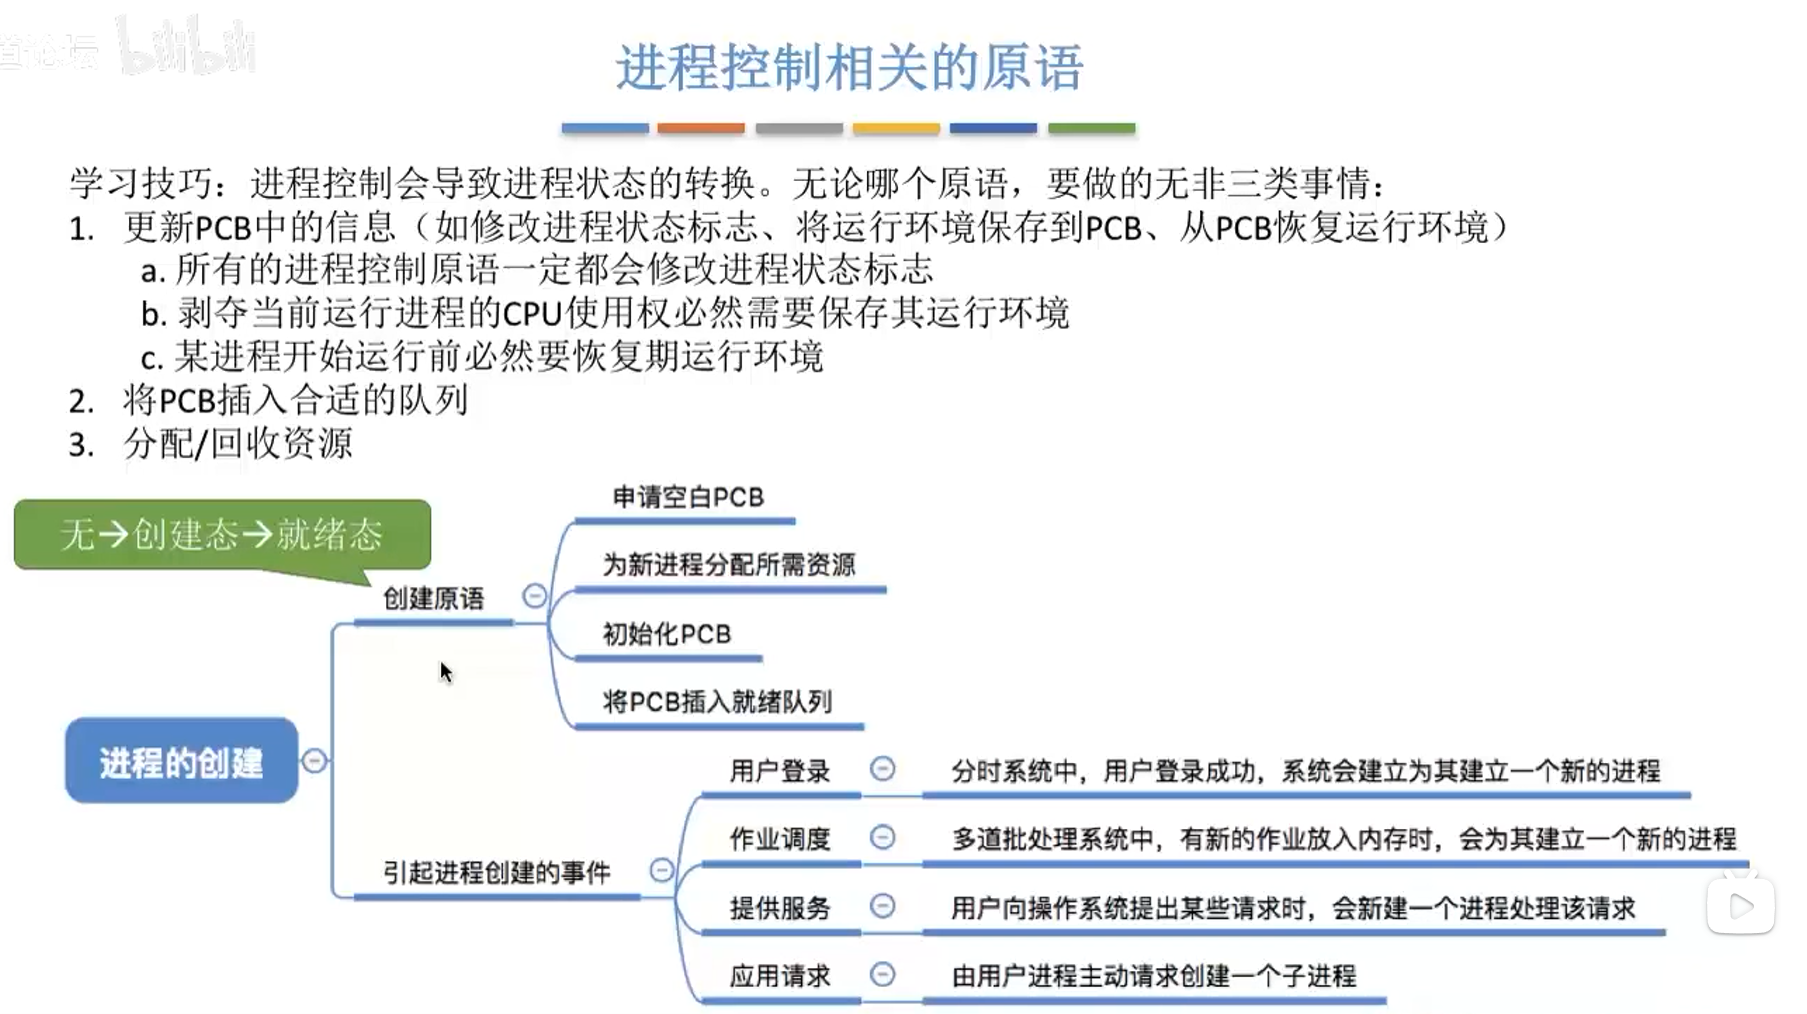 道论坛 bilibili
进程控制相关的原语
学习技巧：进程控制会导致进程状态的转换。无论哪个原语，要做的无非三类事情：
1. 更新PCB中的信息（如修改进程状态标志、将运行环境保存到PCB、从PCB恢复运行环境）
a. 所有的进程控制原语一定都会修改进程状态标志
b. 剥夺当前运行进程的CPU使用权必然需要保存其运行环境
c. 某进程开始运行前必然要恢复期运行环境
2. 将PCB插入合适的队列
3. 分配/回收资源
无→创建态→就绪态
进程的创建
创建原语
申请空白PCB
为新进程分配所需资源
初始化PCB
将PCB插入就绪队列
引起进程创建的事件
用户登录
分时系统中，用户登录成功，系统会建立为其建立一个新的进程
作业调度
多道批处理系统中，有新的作业放入内存时，会为其建立一个新的进程
提供服务
用户向操作系统提出某些请求时，会新建一个进程处理该请求
应用请求
由用户进程主动请求创建一个子进程